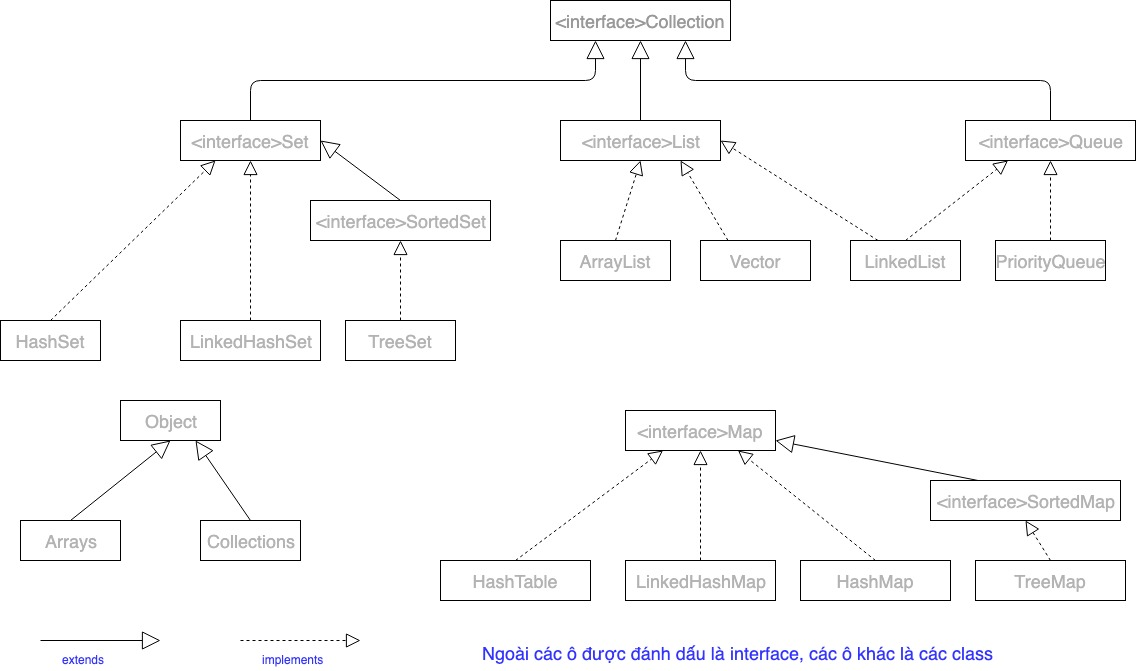 <interface>Collection
<interface>Set
<interface>List
<interface>Queue
<interface>SortedSet
ArrayList
Vector
LinkedList
PriorityQueue
HashSet
LinkedHashSet
TreeSet
Object
<interface>Map
<interface>SortedMap
Arrays
Collections
HashTable
LinkedHashMap
HashMap
TreeMap
extends
implements
Ngoài các ô được đánh dấu là interface, các ô khác là các class